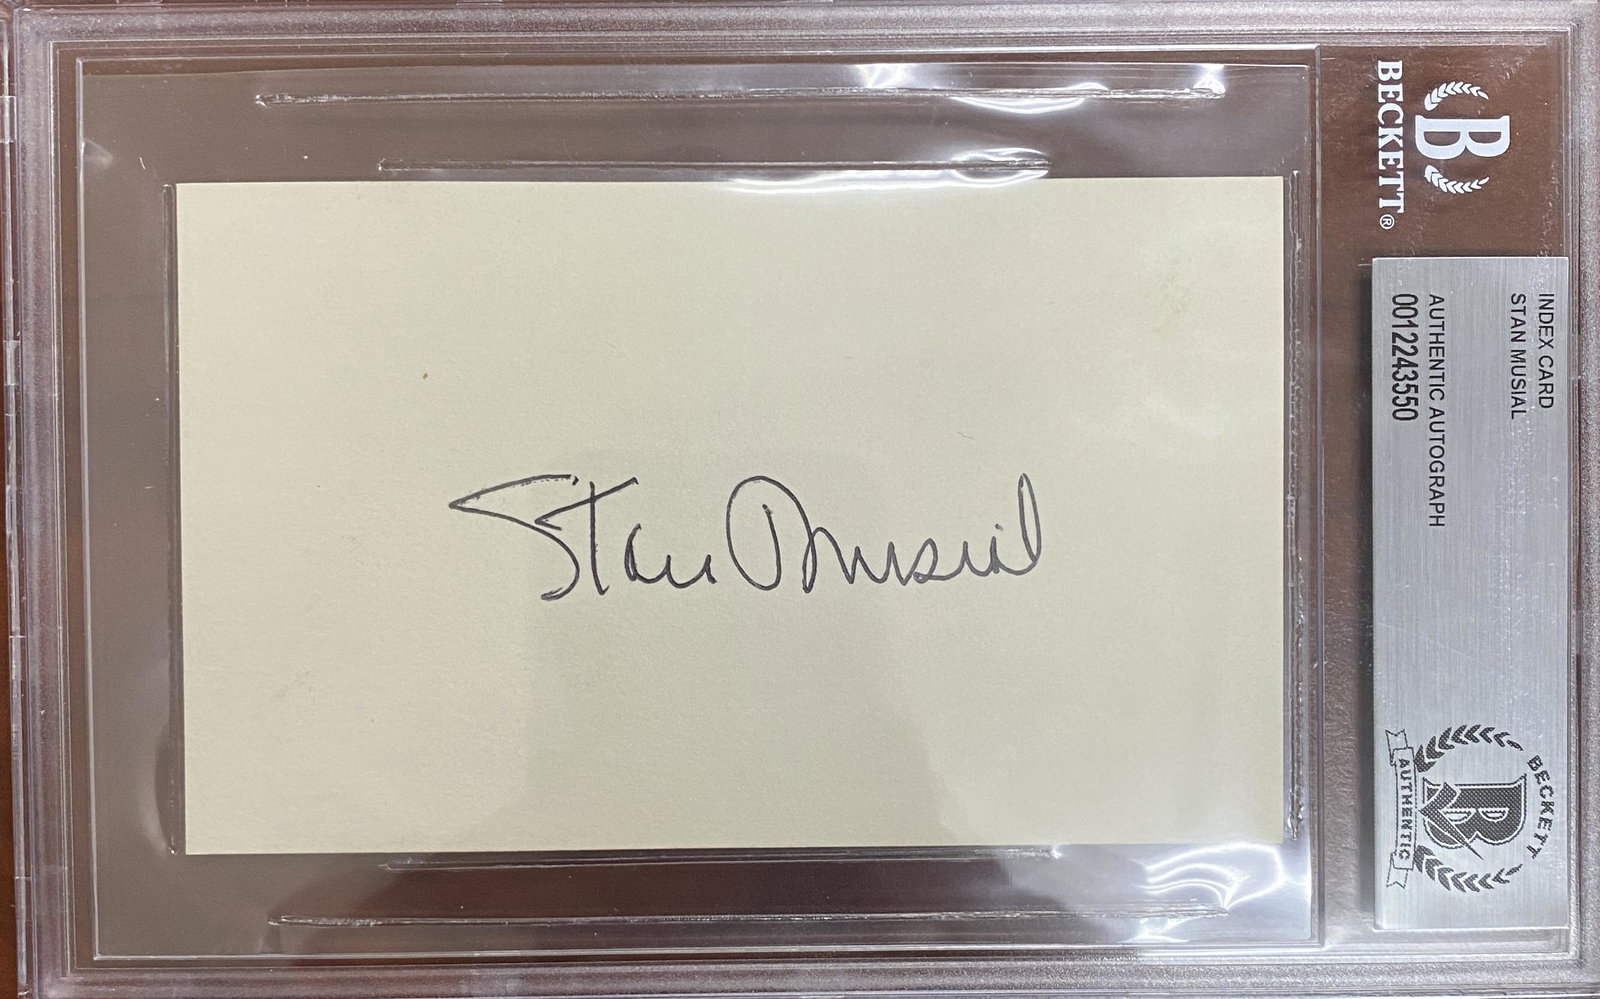 Stan Musial
BECKETT®
B
INDEX CARD
STAN MUSIAL
AUTHENTIC AUTOGRAPH
0012243550
BECKETT
B
AUTHENTIC